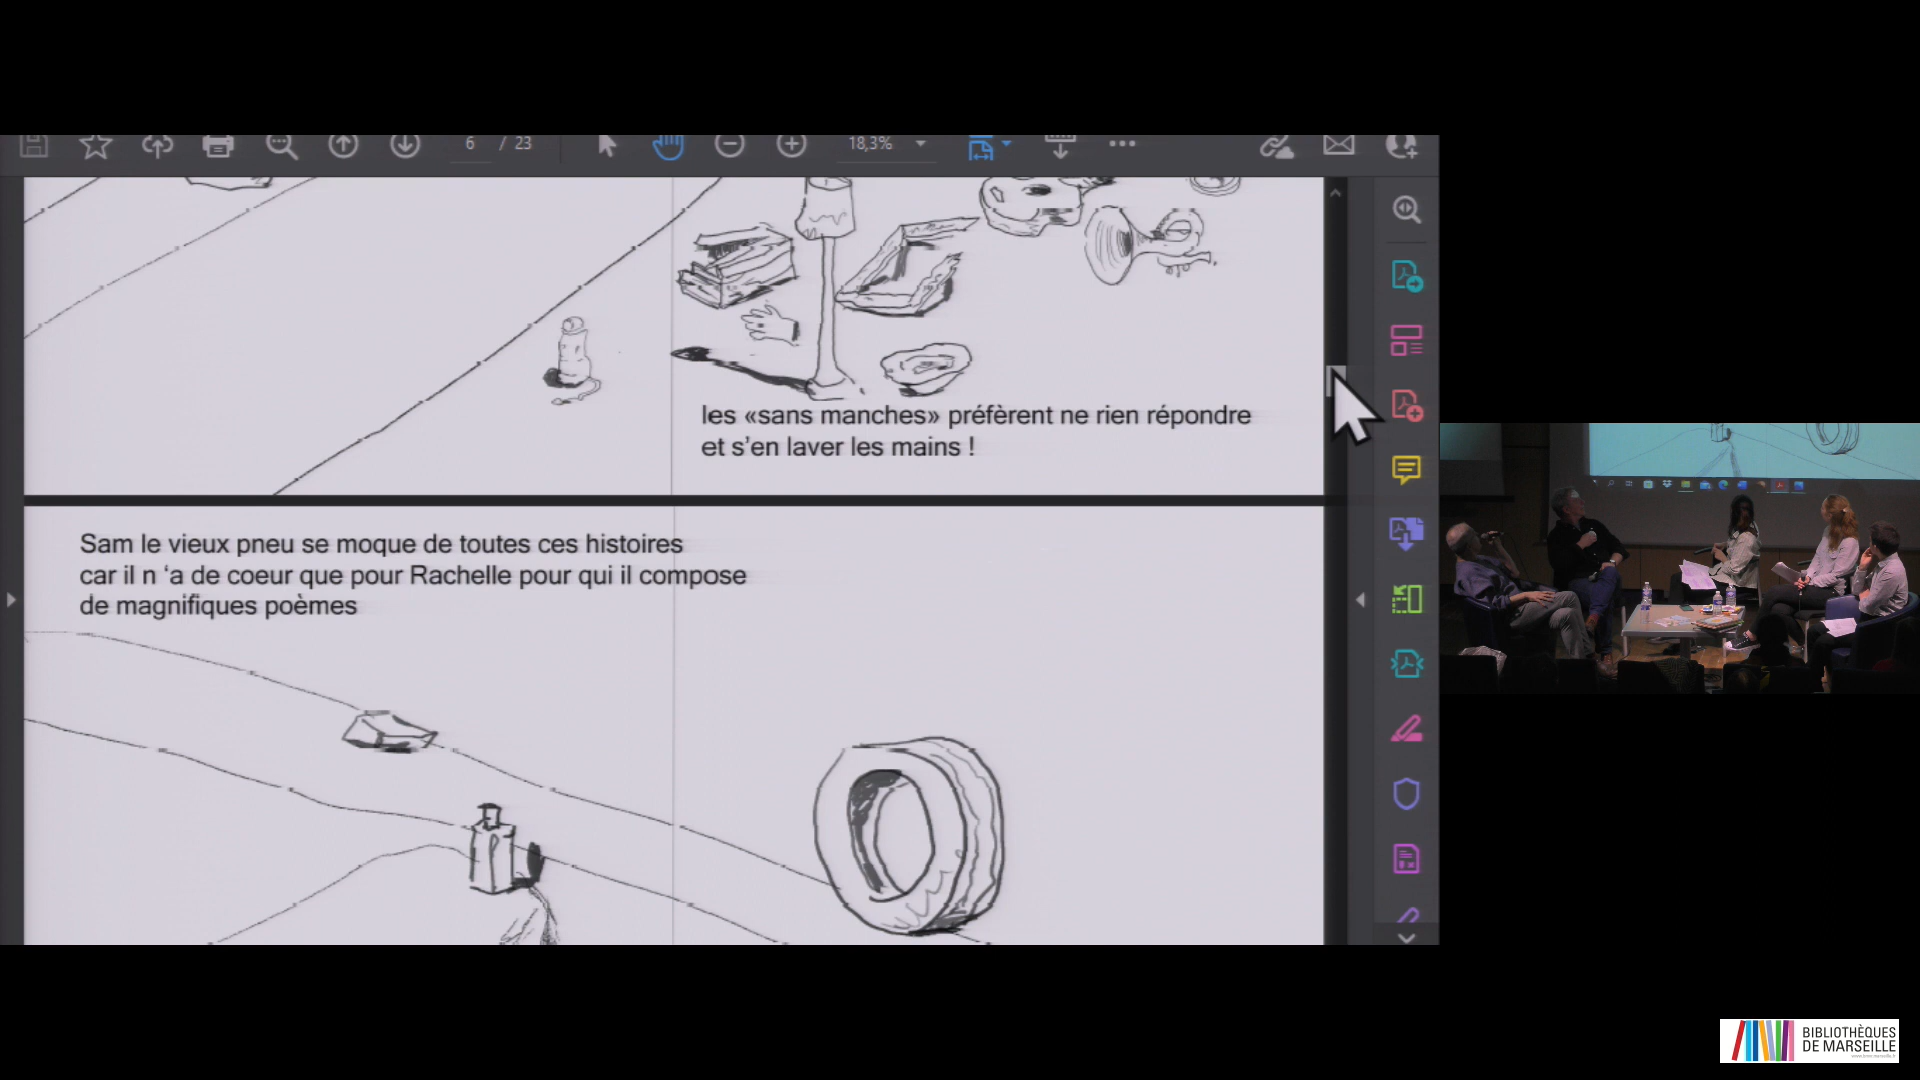 6 / 23
18,3%
les «sans manches» préfèrent ne rien répondre
et s'en laver les mains !
Sam le vieux pneu se moque de toutes ces histoires
car il n ‘a de coeur que pour Rachelle pour qui il compose
de magnifiques poèmes
BIBLIOTHÈQUES
DE MARSEILLE